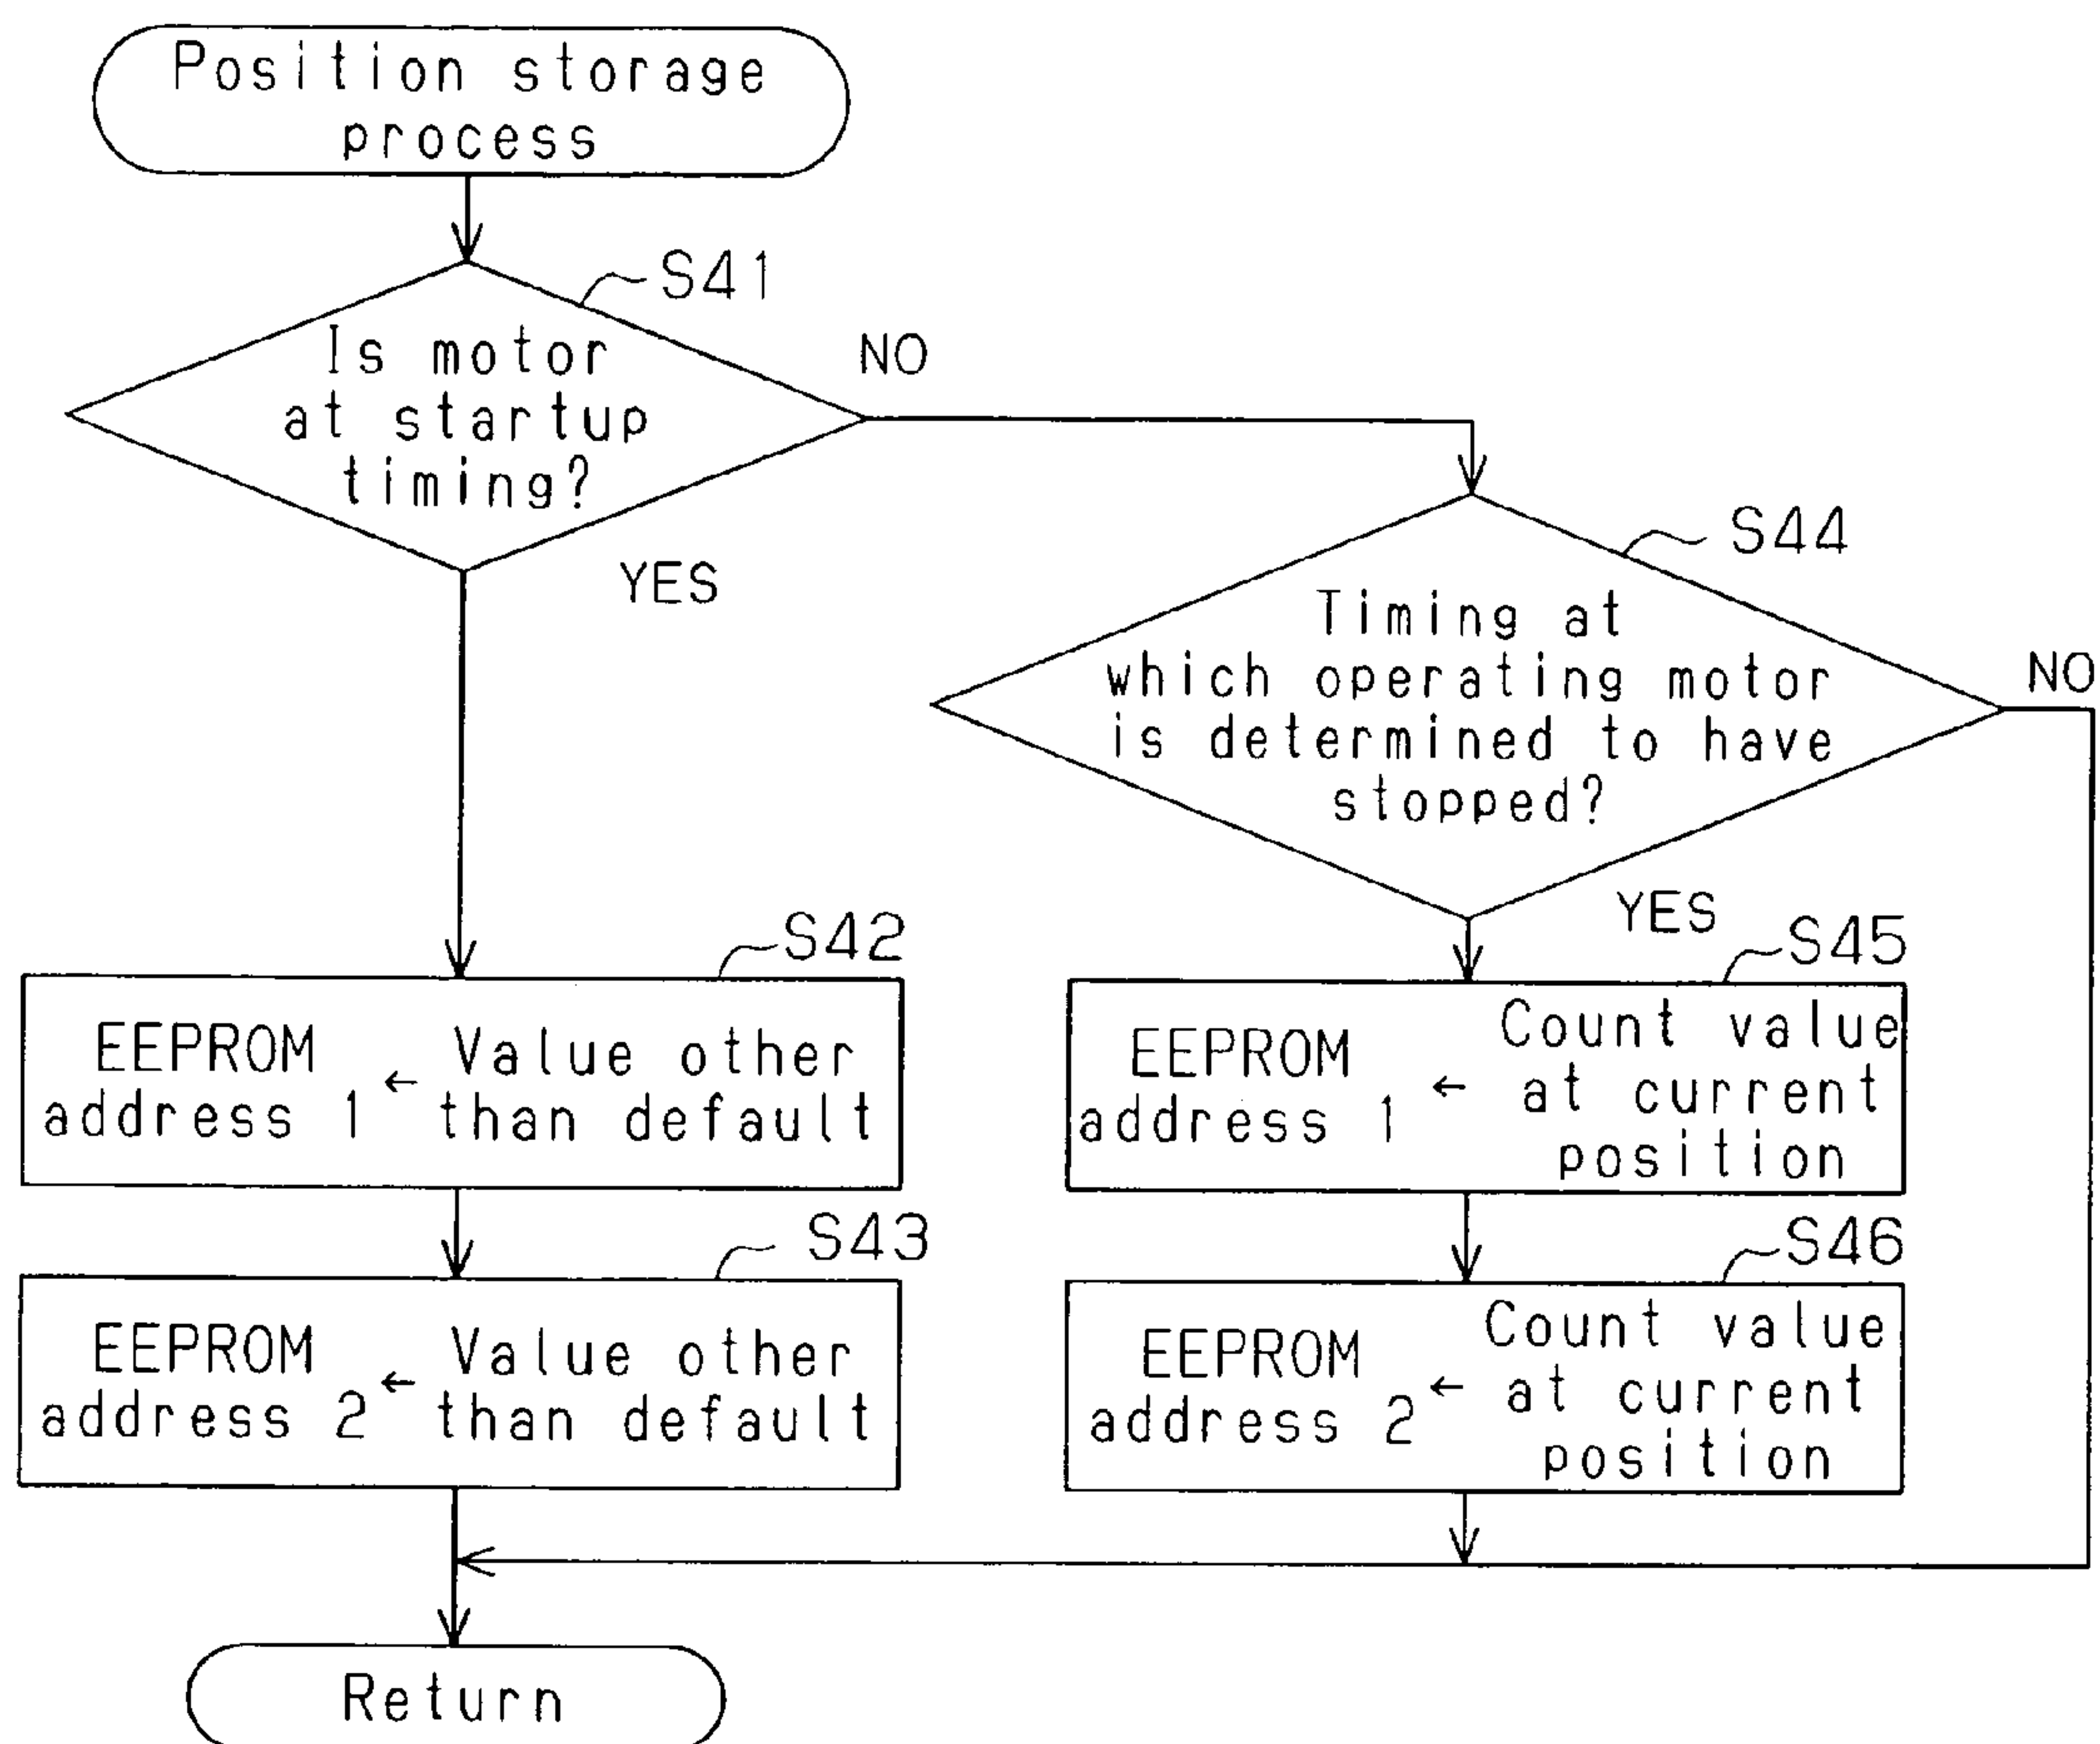 Position storage
process
S41
Is motor
at startup
timing?
NO
YES
S44
Timing at
which operating motor
is determined to have
stopped?
NO
YES
S42
EEPROM
address 1
←
Value other
than default
S45
EEPROM
address 1
←
Count value
at current
position
S43
EEPROM
address 2
←
Value other
than default
S46
EEPROM
address 2
←
Count value
at current
position
Return